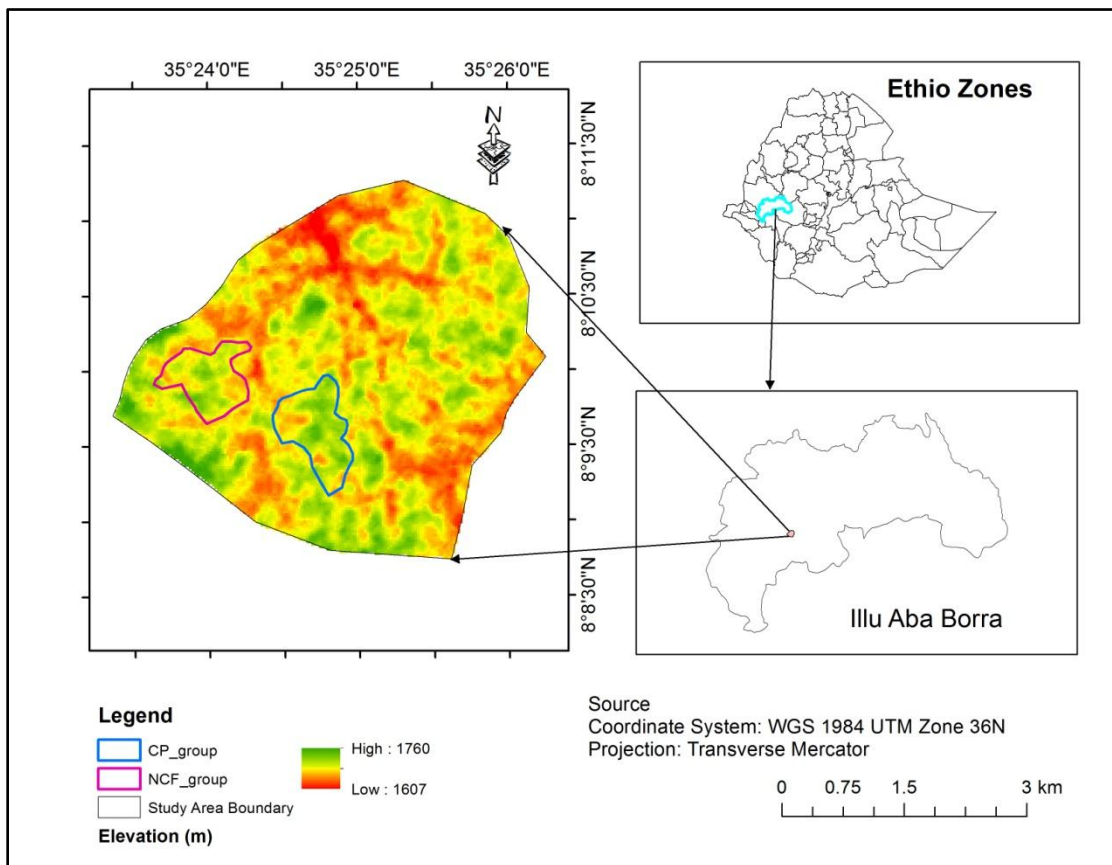 35°24'0"E 35°25'0"E 35°26'0"E
N
8°11'30"N
8°10'30"N
8°9'30"N
8°8'30"N
Ethio Zones
Illu Aba Borra
Legend
CP_group
NCF_group
Study Area Boundary
Elevation (m)
High : 1760
Low : 1607
Source
Coordinate System: WGS 1984 UTM Zone 36N
Projection: Transverse Mercator
0 0.75 1.5 3 km